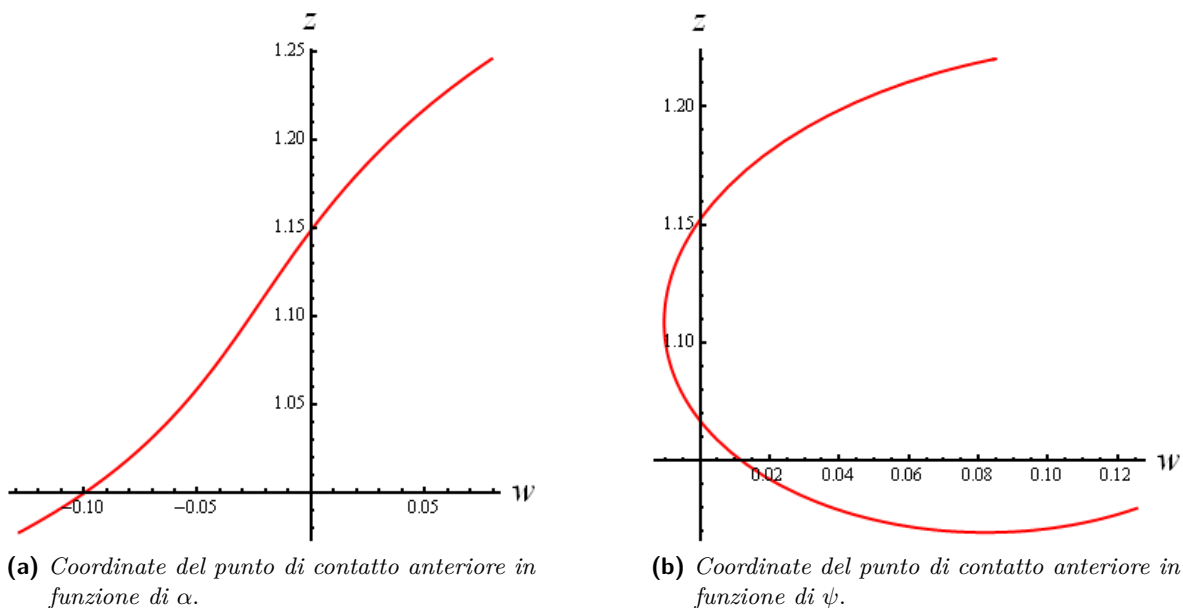 z
1.25
1.20
1.15
1.10
1.05
−0.10
−0.05
0.05
w
(a) Coordinate del punto di contatto anteriore in
funzione di α.
z
1.20
1.15
1.10
0.02
0.04
0.06
0.08
0.10
0.12
w
(b) Coordinate del punto di contatto anteriore in
funzione di ψ.